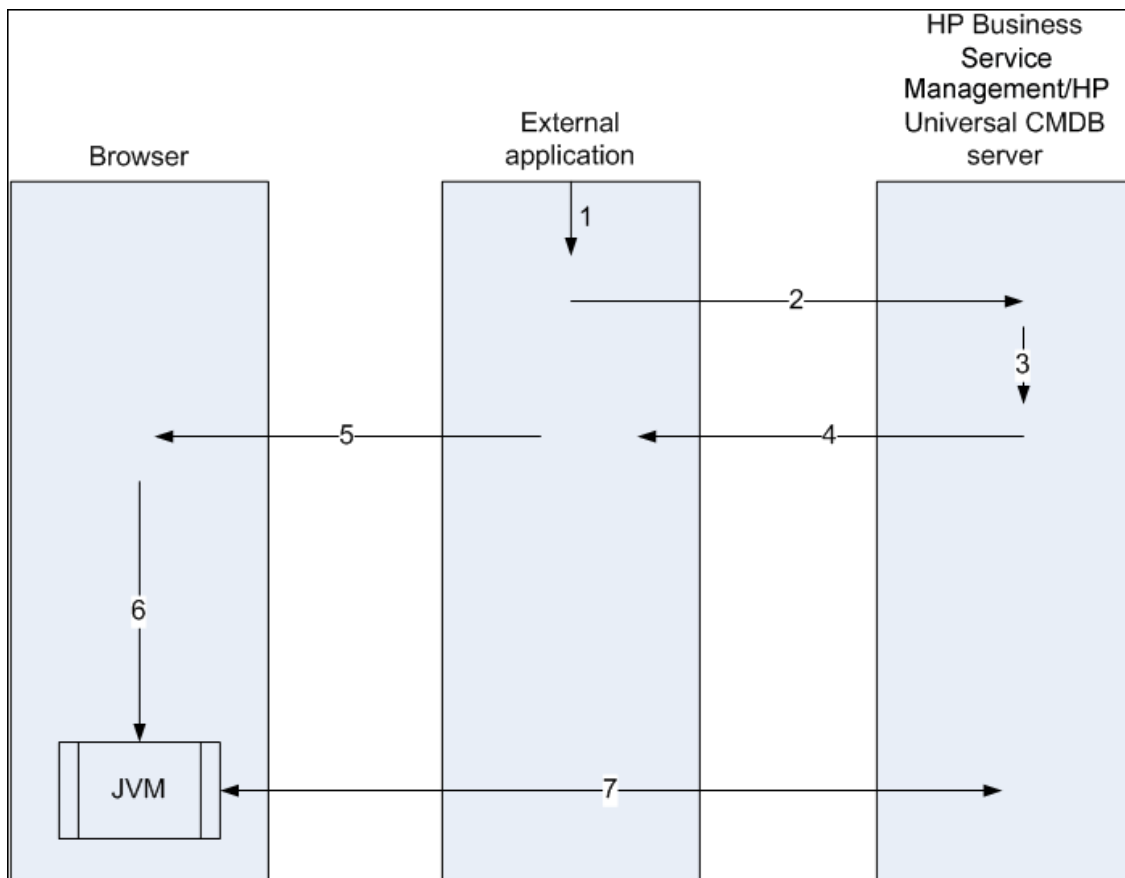 HP Business
Service
Management/HP
Universal CMDB
server
External
application
Browser
1
2
3
5
4
6
JVM
7